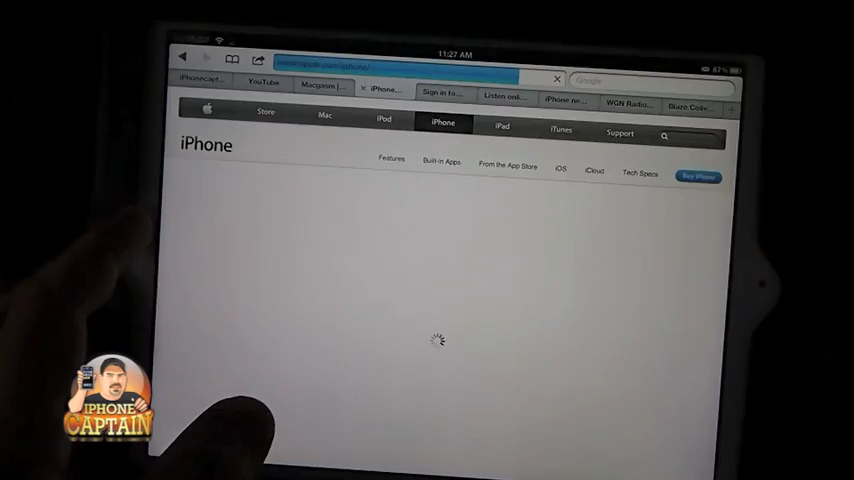 11:27 AM
67%
Google
iPhonecapt...
YouTube
Macgasm |...
iPhone...
Sign in fo...
Listen onli...
iPhone ne...
WGN Radio...
Blaze Colle...
Store
Mac
iPod
iPhone
iPad
iTunes
Support
iPhone
Features
Built-in Apps
From the App Store
iOS
iCloud
Tech Specs
Buy iPhone
IPHONE
CAPTAIN